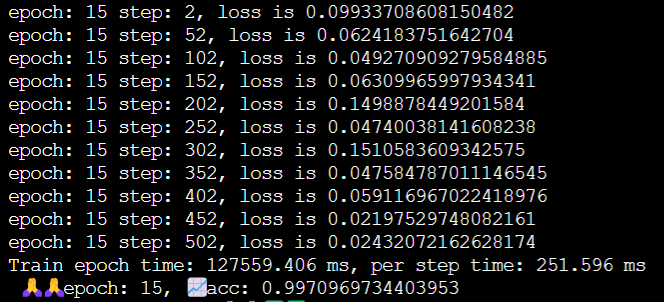 epoch: 15 step: 2, loss is 0.09933708608150482
epoch: 15 step: 52, loss is 0.0624183751642704
epoch: 15 step: 102, loss is 0.049270909279584885
epoch: 15 step: 152, loss is 0.06309965997934341
epoch: 15 step: 202, loss is 0.1498878449201584
epoch: 15 step: 252, loss is 0.04740038141608238
epoch: 15 step: 302, loss is 0.1510583609342575
epoch: 15 step: 352, loss is 0.047584787011146545
epoch: 15 step: 402, loss is 0.059116967022418976
epoch: 15 step: 452, loss is 0.02197529748082161
epoch: 15 step: 502, loss is 0.02432072162628174
Train epoch time: 127559.406 ms, per step time: 251.596 ms
🙏🙏epoch: 15, 📈acc: 0.9970969734403953